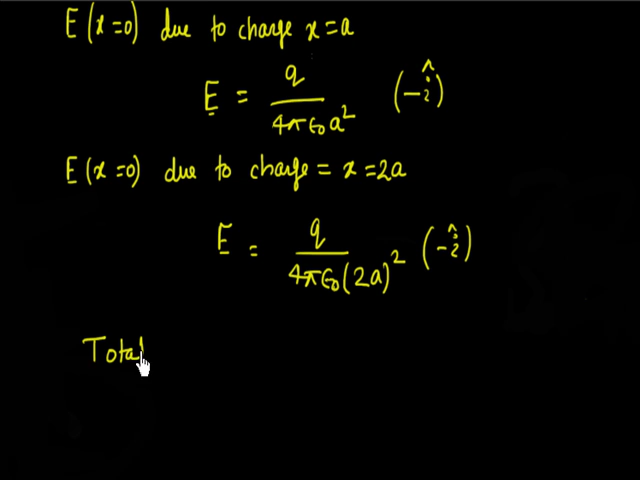 E(x=0) due to charge x=a
E = q / 4πϵ₀a² (-î)
E(x=0) due to charge = x=2a
E = q / 4πϵ₀(2a)² (-î)
Total